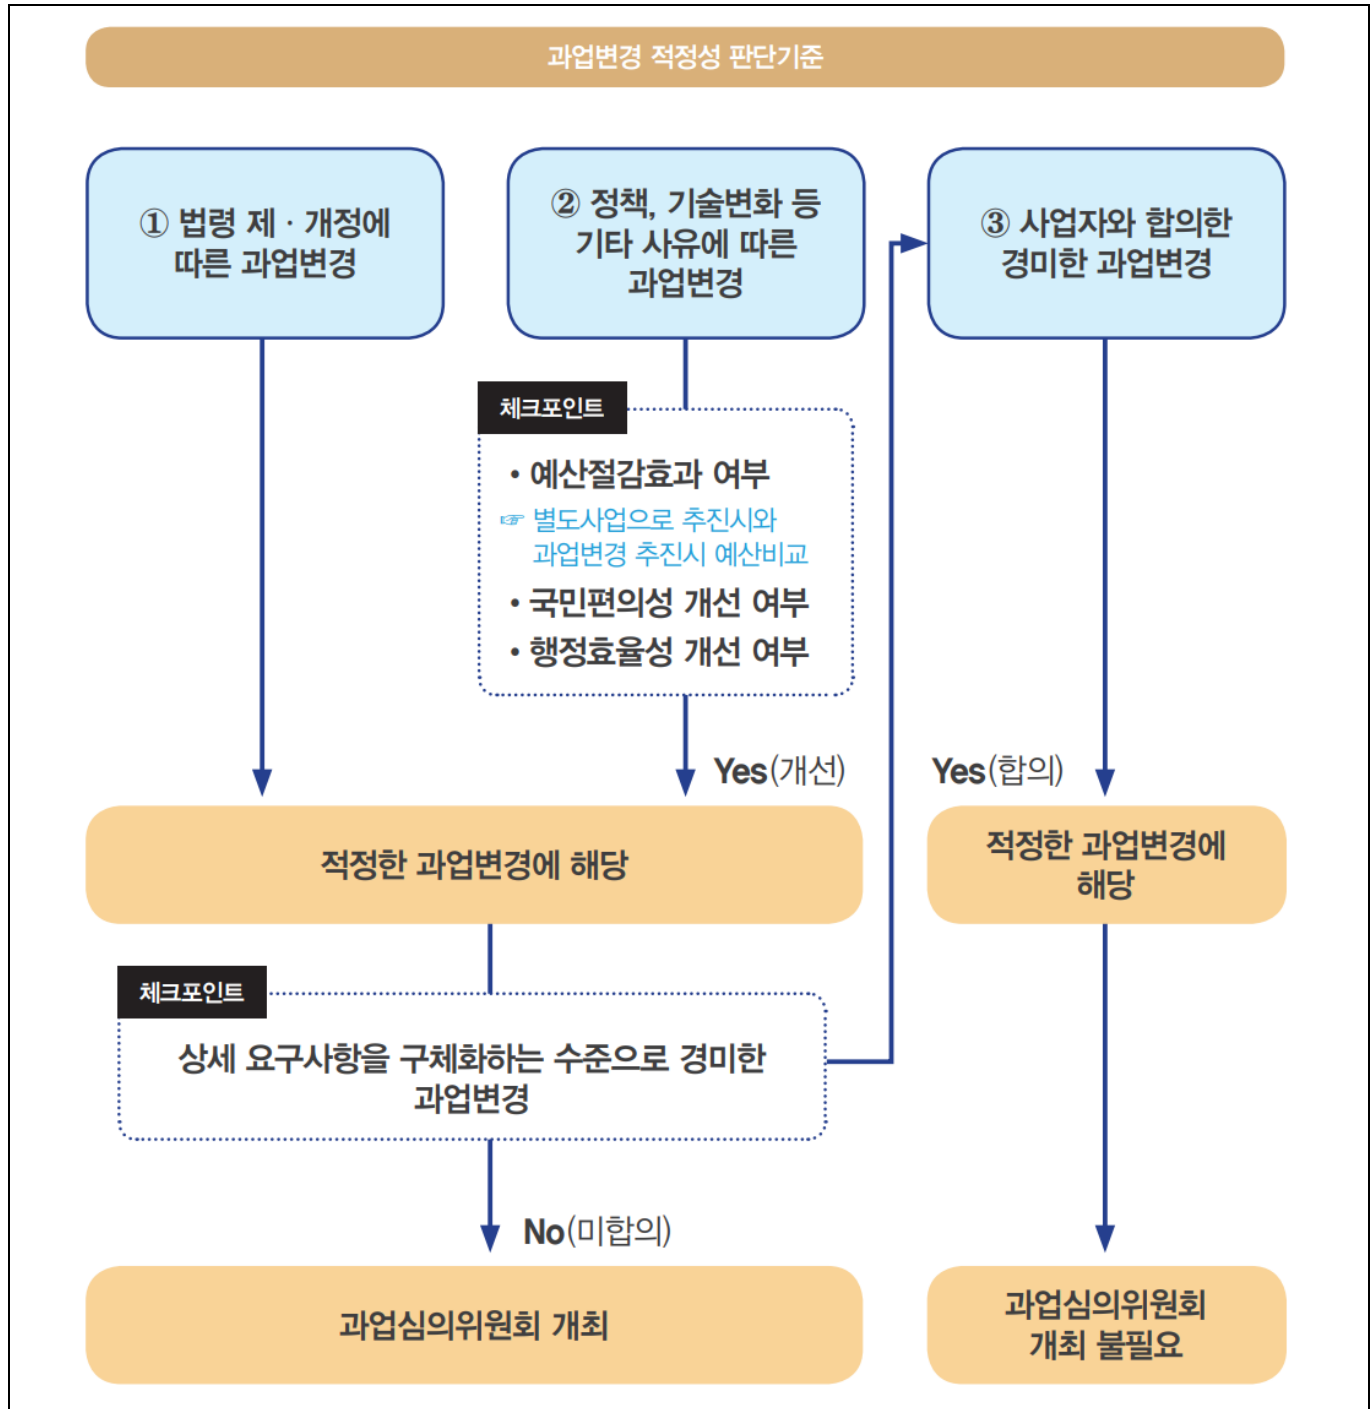 과업변경 적정성 판단기준
① 법령 제 · 개정에
따른 과업변경
② 정책, 기술변화 등
기타 사유에 따른
과업변경
③ 사업자와 합의한
경미한 과업변경
체크포인트
• 예산절감효과 여부
☞ 별도사업으로 추진시와
과업변경 추진시 예산비교
• 국민편의성 개선 여부
• 행정효율성 개선 여부
Yes(개선)
Yes(합의)
적정한 과업변경에 해당
적정한 과업변경에
해당
체크포인트
상세 요구사항을 구체화하는 수준으로 경미한
과업변경
No(미합의)
과업심의위원회 개최
과업심의위원회
개최 불필요